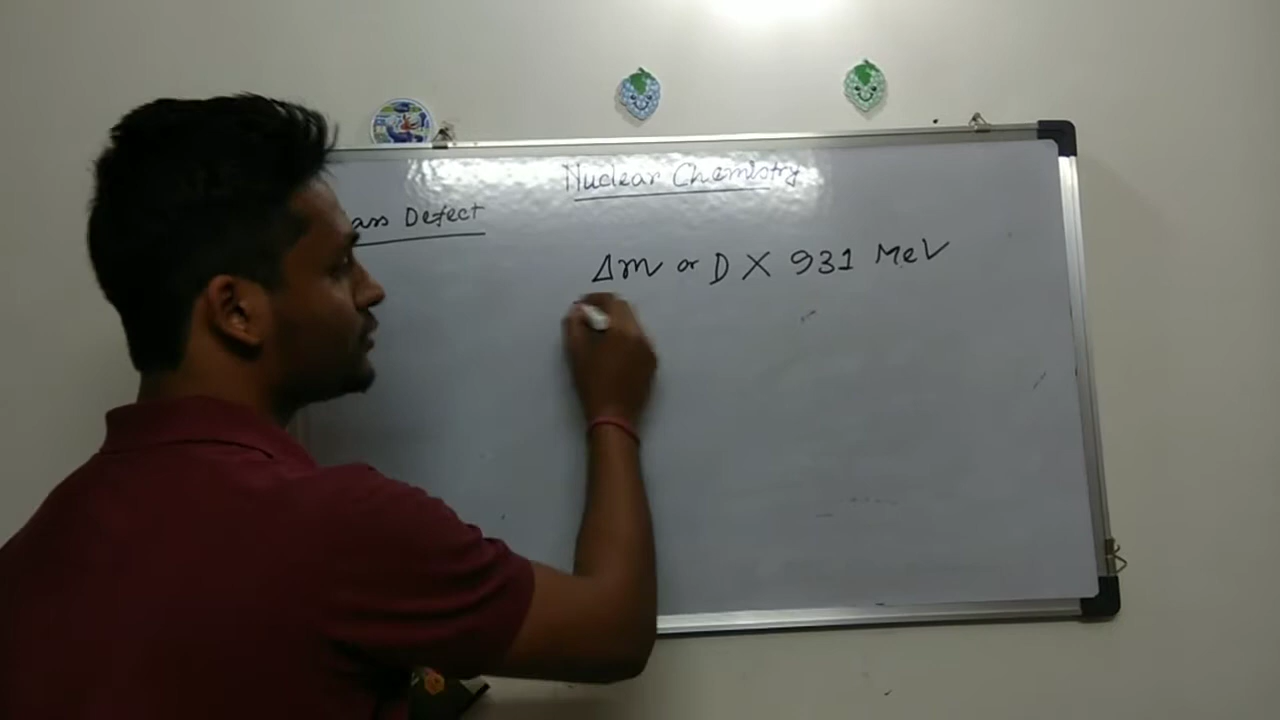 Nuclear Chemistry
ass Defect
Δm or D X 931 MeV